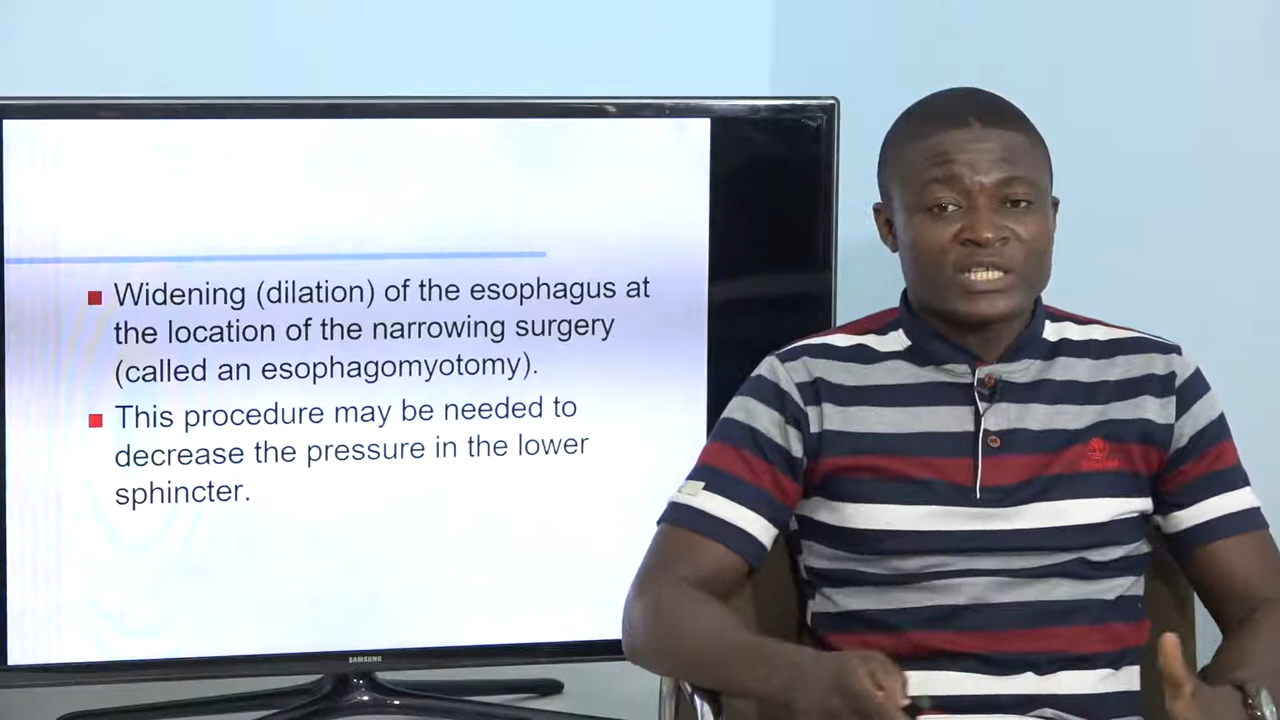 Widening (dilation) of the esophagus at
the location of the narrowing surgery
(called an esophagomyotomy).
This procedure may be needed to
decrease the pressure in the lower
sphincter.
SAMSUNG